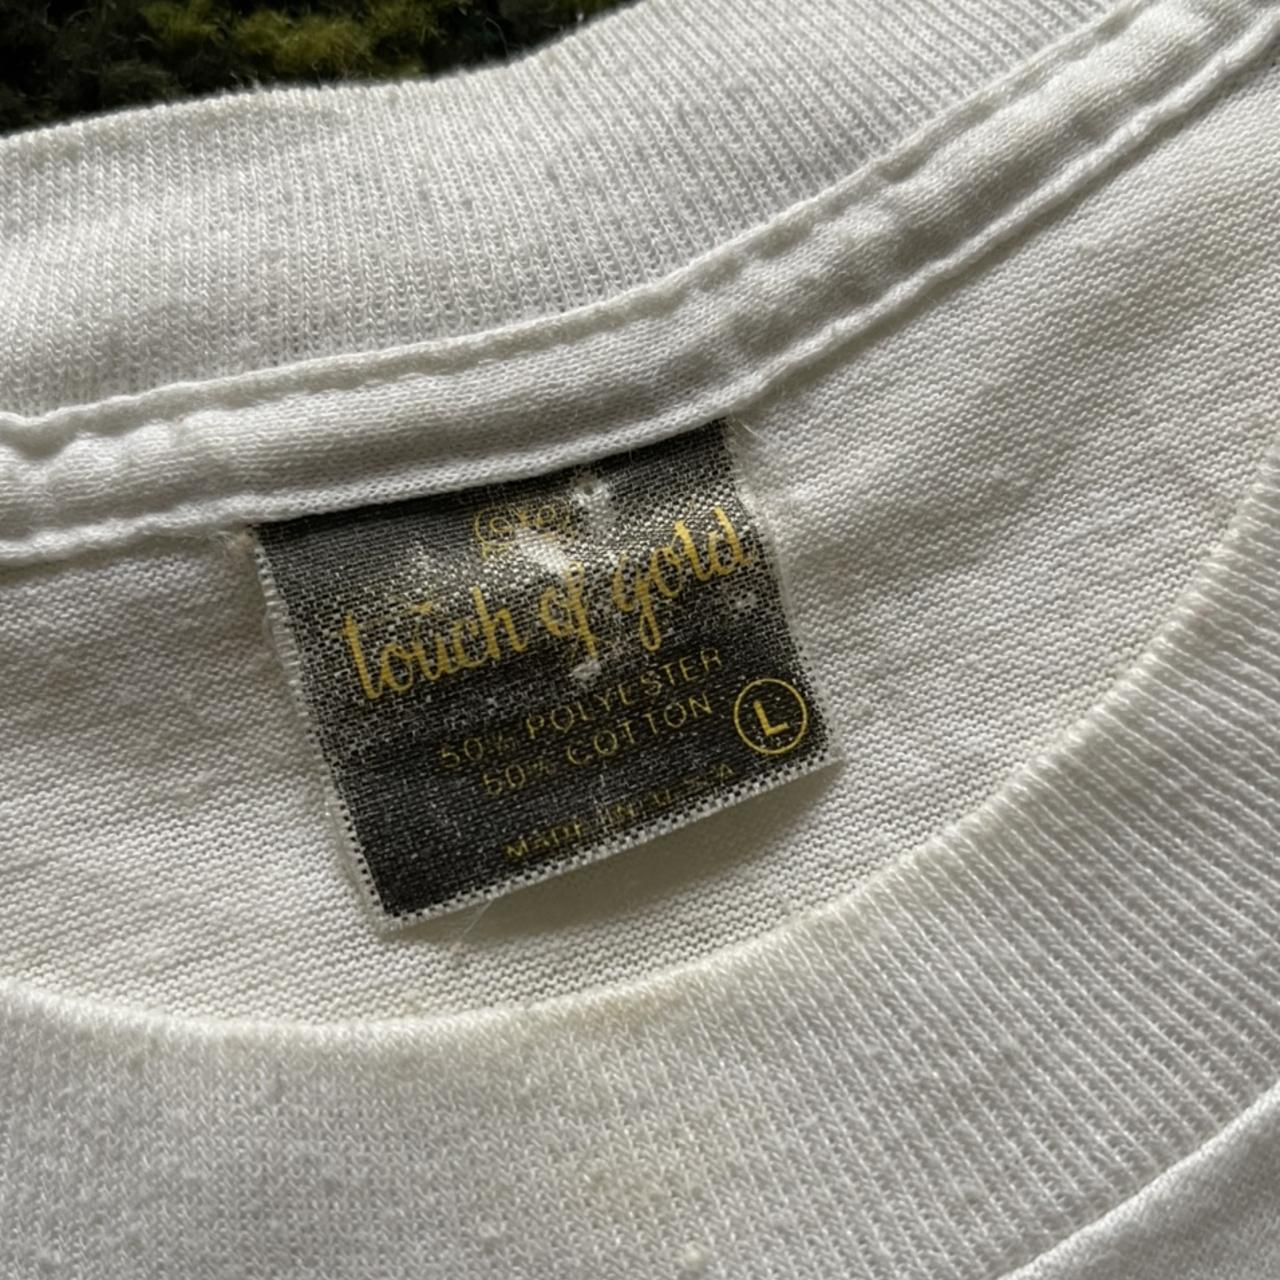 touch of gold
50% POLYESTER
50% COTTON
L
MADE IN U.S.A